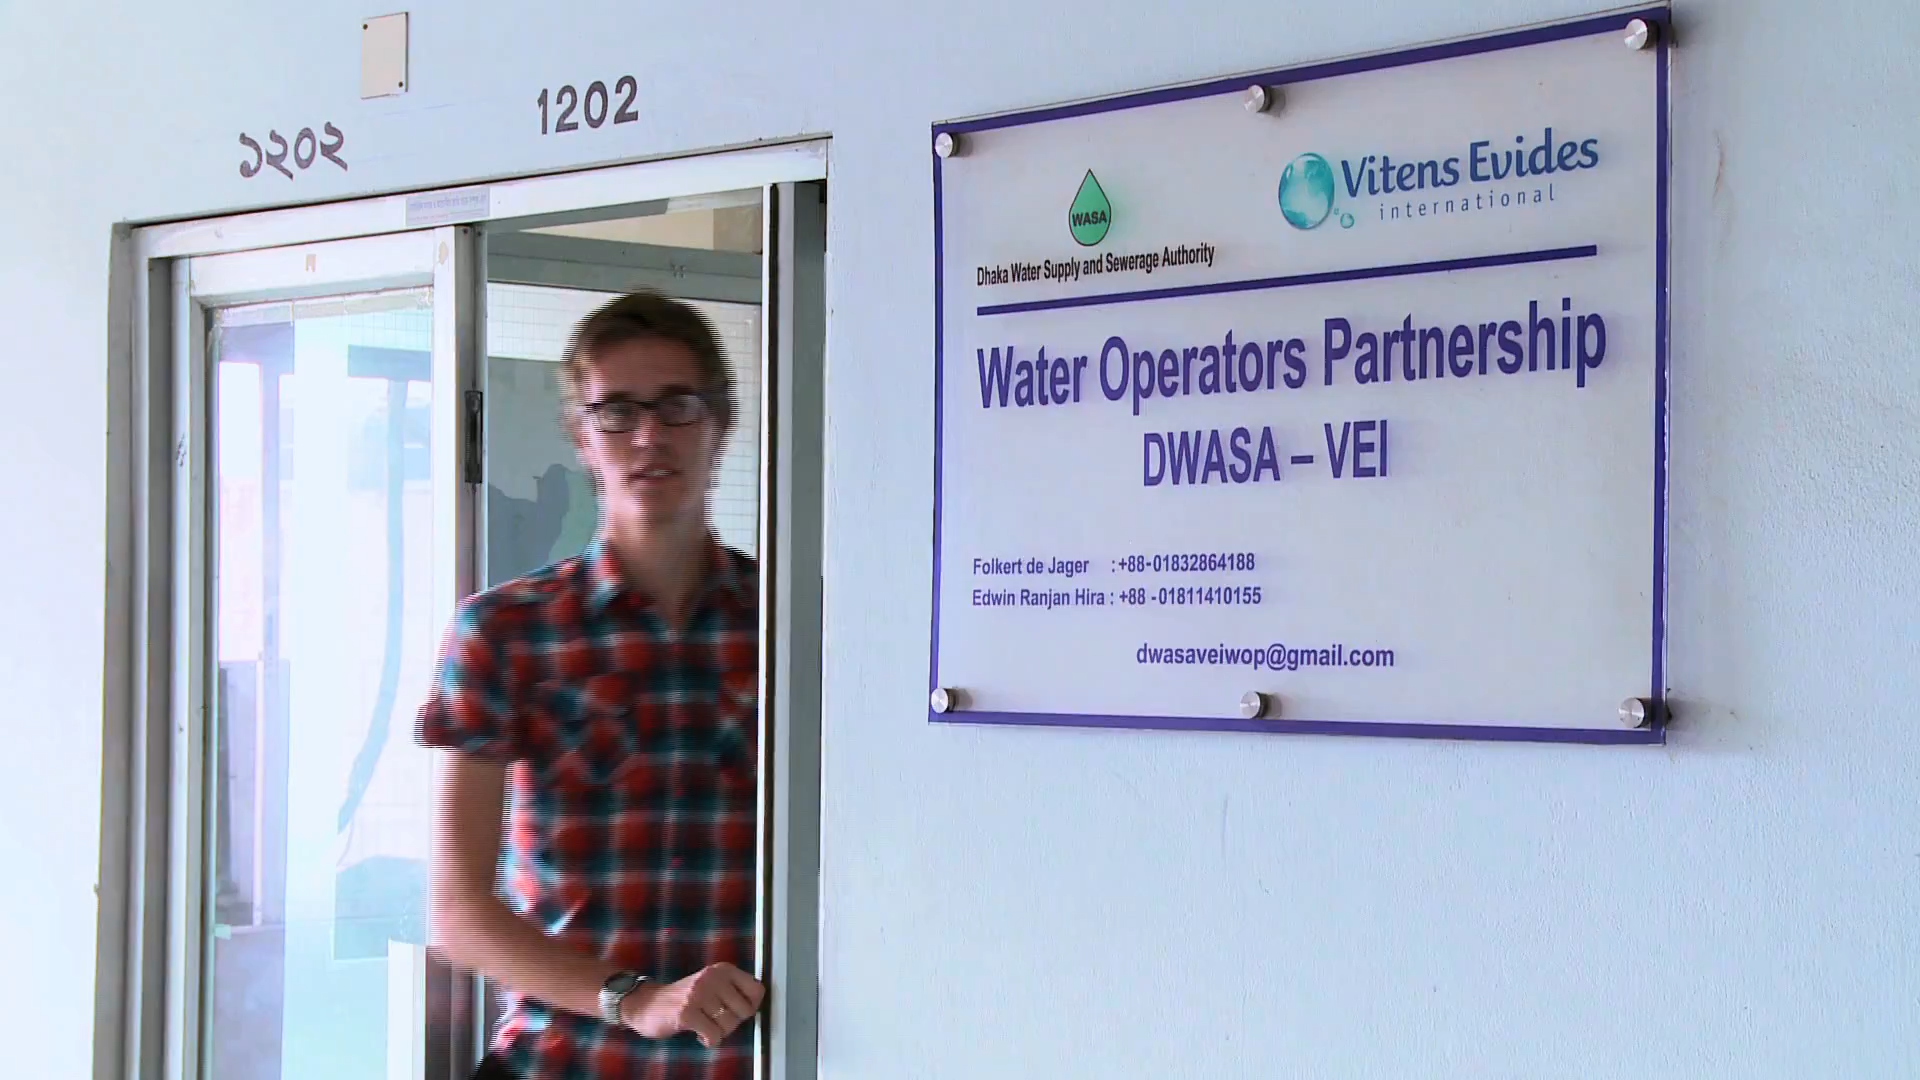 ১২০২
1202
WASA
Dhaka Water Supply and Sewerage Authority
Vitens Evides
international
Water Operators Partnership
DWASA – VEI
Folkert de Jager : +88-01832864188
Edwin Ranjan Hira : +88 -01811410155
dwasaveiwop@gmail.com